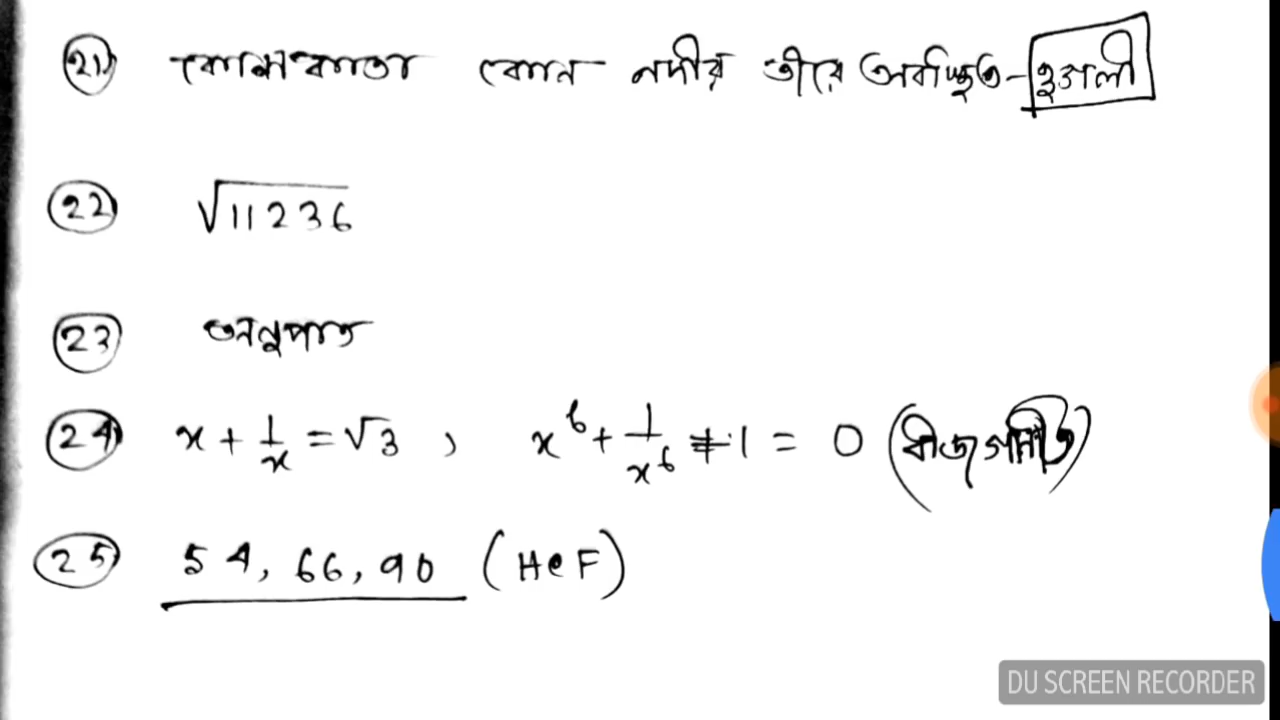 21) কোলকাতা কোন নদীর তীরে অবস্থিত - হুগলী
22 √11236
23 অনুপাত
24 x + 1/x = √3 , x⁶ + 1/x⁶ + 1 = 0 (বীজগনিত)
25 54, 66, 90 (HCF)
DU SCREEN RECORDER